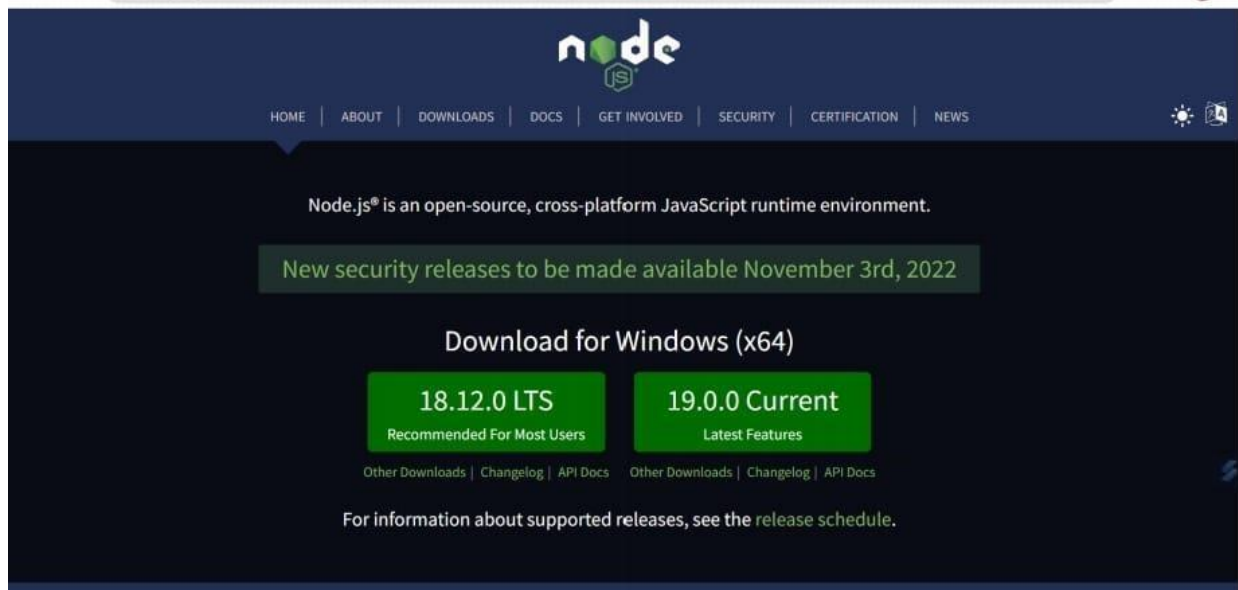 node
JS
HOME | ABOUT | DOWNLOADS | DOCS | GET INVOLVED | SECURITY | CERTIFICATION | NEWS
Node.js® is an open-source, cross-platform JavaScript runtime environment.
New security releases to be made available November 3rd, 2022
Download for Windows (x64)
18.12.0 LTS
Recommended For Most Users
19.0.0 Current
Latest Features
Other Downloads | Changelog | API Docs
Other Downloads | Changelog | API Docs
For information about supported releases, see the release schedule.